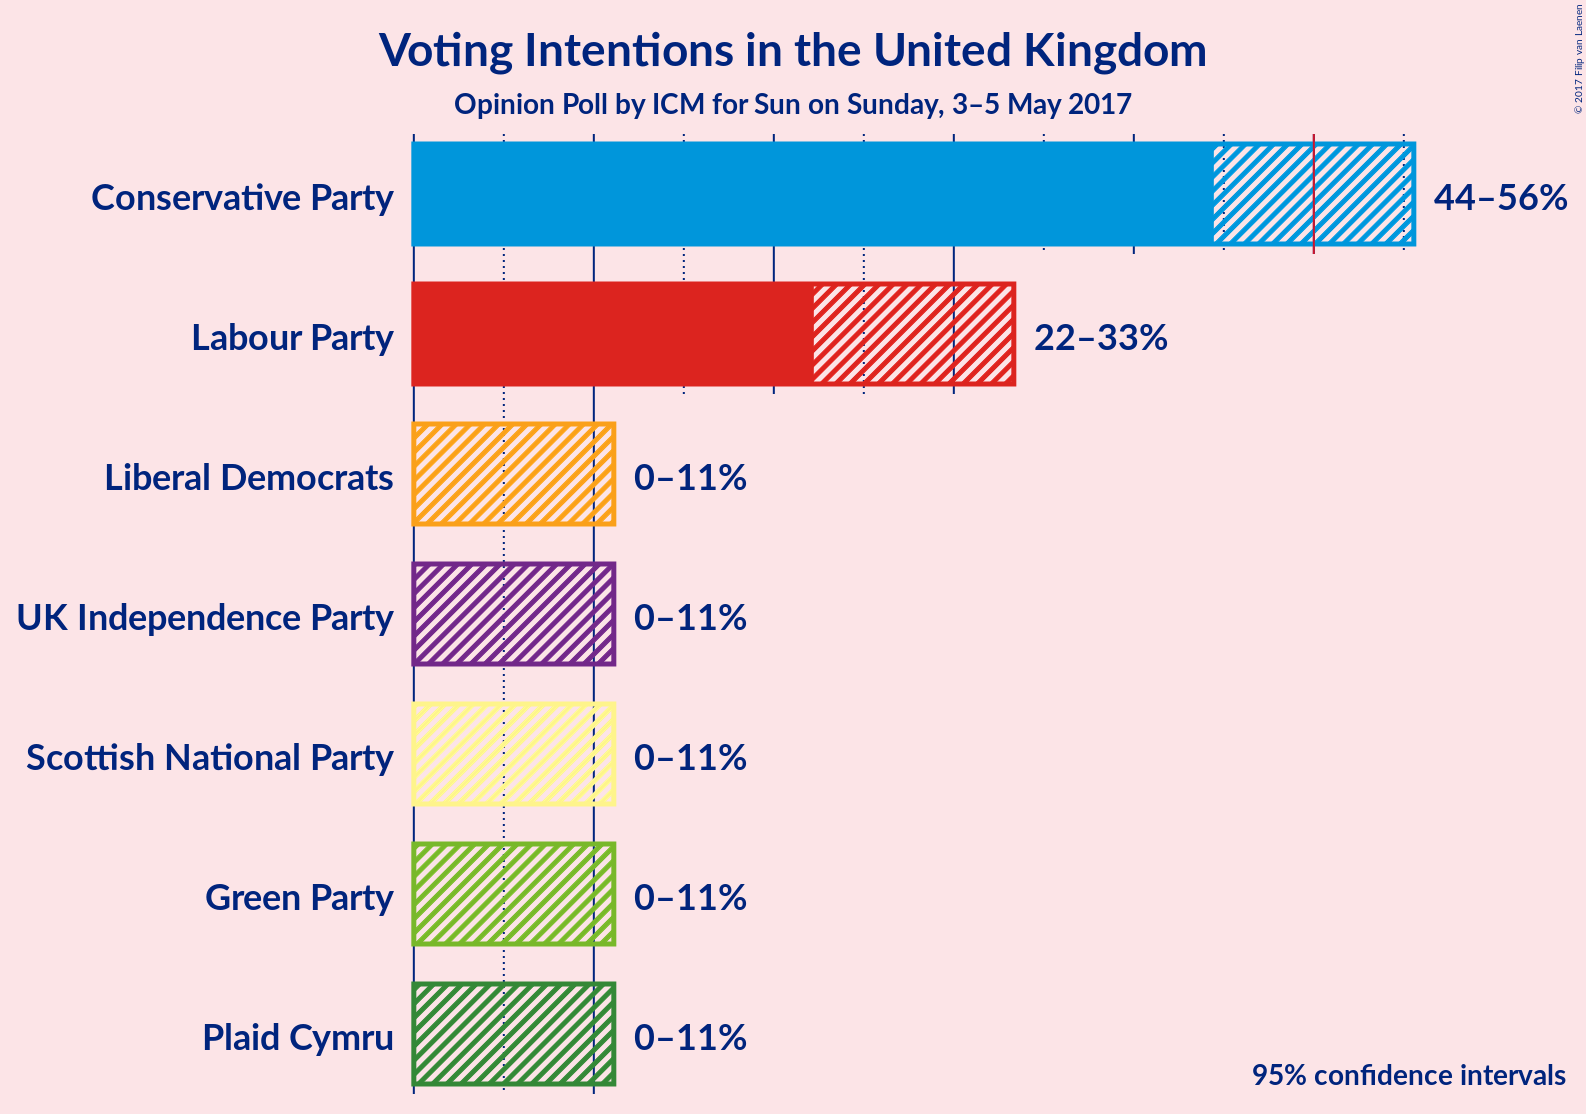 Voting Intentions in the United Kingdom
Opinion Poll by ICM for Sun on Sunday, 3–5 May 2017
© 2017 Filip van Laenen
Conservative Party 44–56%
Labour Party 22–33%
Liberal Democrats 0–11%
UK Independence Party 0–11%
Scottish National Party 0–11%
Green Party 0–11%
Plaid Cymru 0–11%
95% confidence intervals